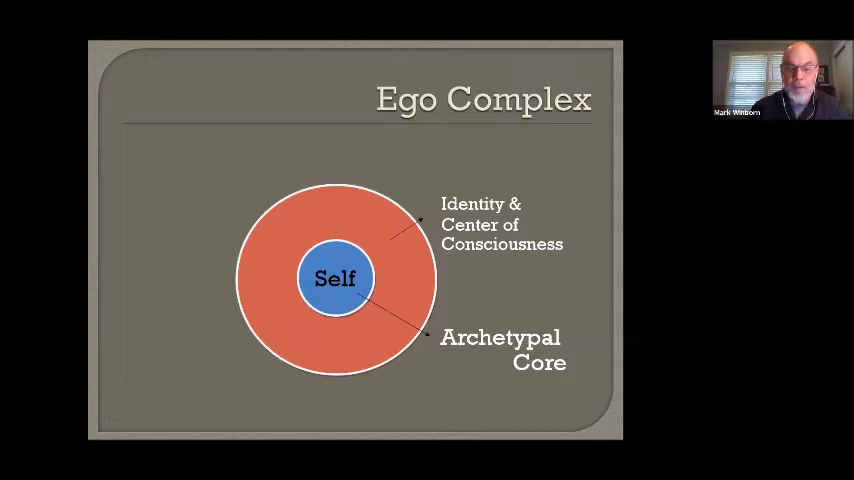 Ego Complex
Identity &
Center of
Consciousness
Self
Archetypal
Core
Mark Winborn